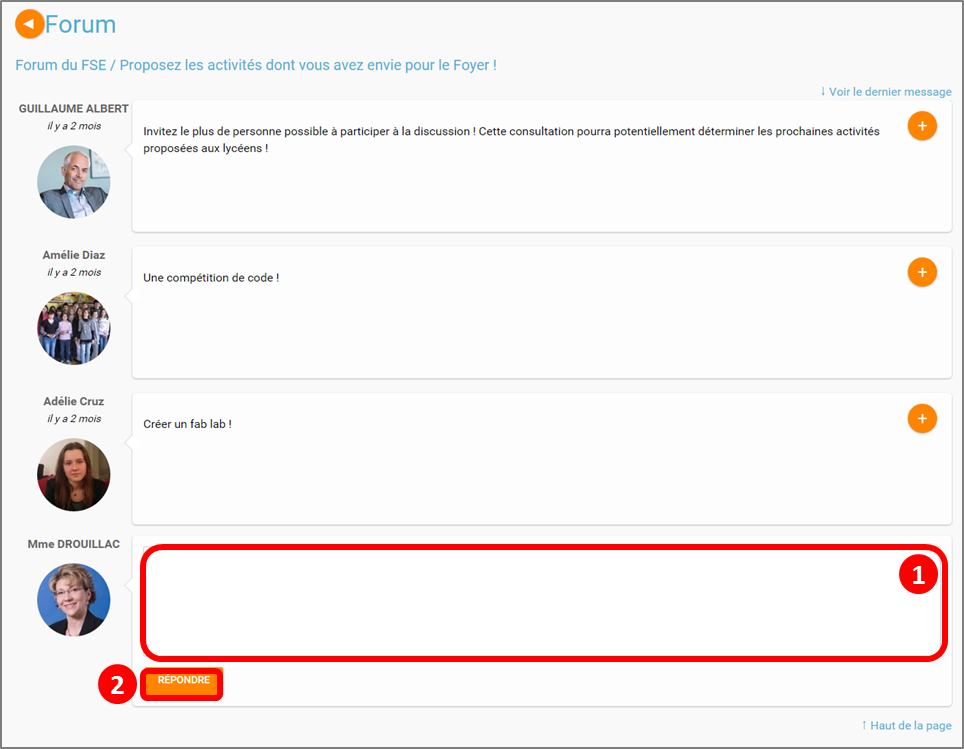 Forum
Forum du FSE / Proposez les activités dont vous avez envie pour le Foyer !
↓ Voir le dernier message
GUILLAUME ALBERT
il y a 2 mois
Invitez le plus de personne possible à participer à la discussion ! Cette consultation pourra potentiellement déterminer les prochaines activités
proposées aux lycéens !
+
Amélie Diaz
il y a 2 mois
Une compétition de code !
+
Adélie Cruz
il y a 2 mois
Créer un fab lab !
+
Mme DROUILLAC
1
2
RÉPONDRE
↑ Haut de la page